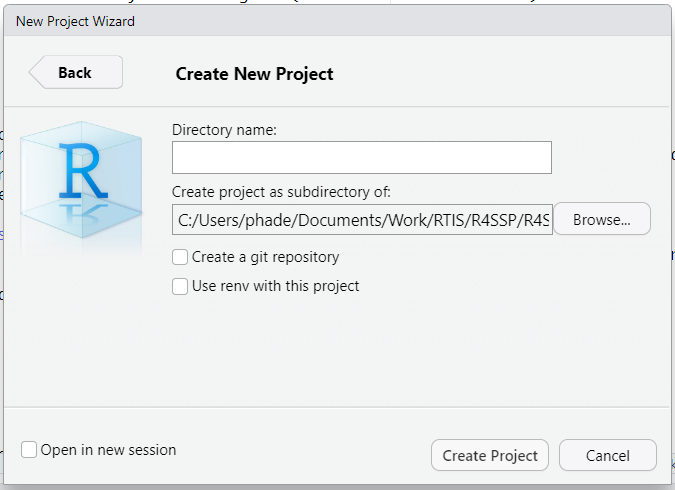 New Project Wizard
Back
Create New Project
R
Directory name:
Create project as subdirectory of:
C:/Users/phade/Documents/Work/RTIS/R4SSP/R4S
Browse...
Create a git repository
Use renv with this project
Open in new session
Create Project
Cancel